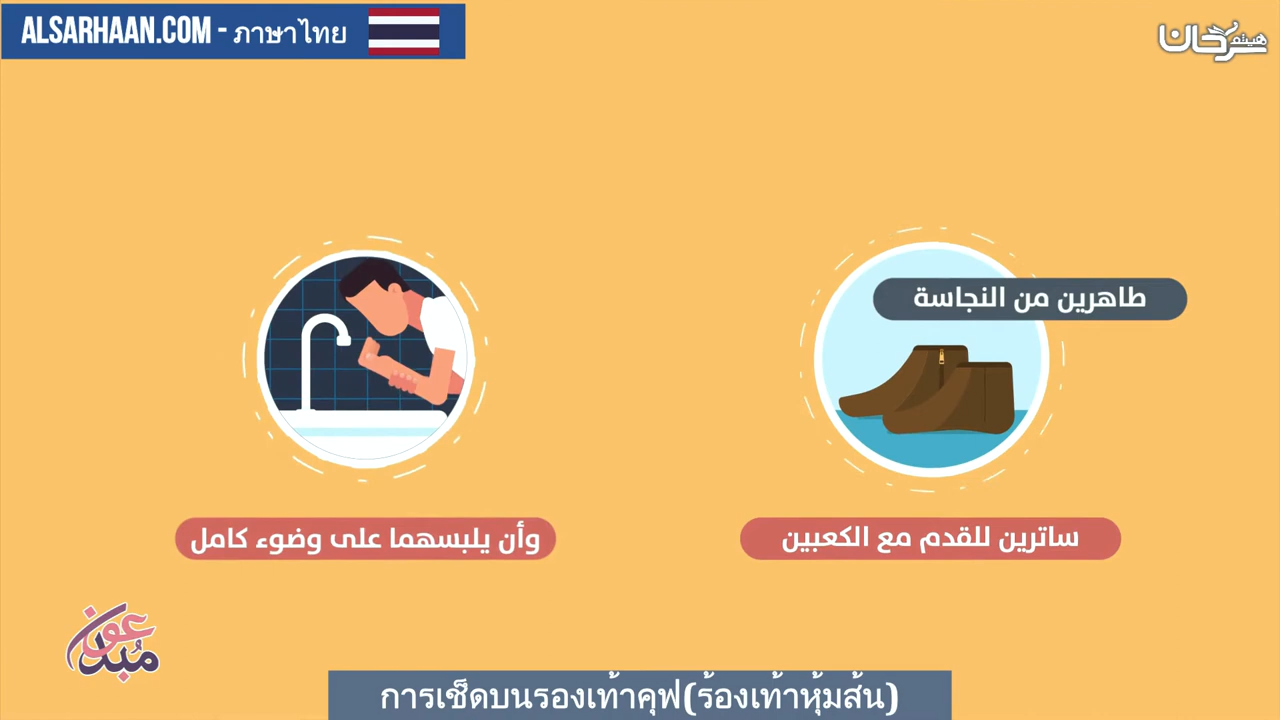 ALSARHAAN.COM - ภาษาไทย
هيثم سرحان
طاهرين من النجاسة
ساترين للقدم مع الكعبين
وأن يلبسهما على وضوء كامل
مبدعون
การเช็ดบนรองเท้าคุฟ(ร้องเท้าหุ้มส้น)